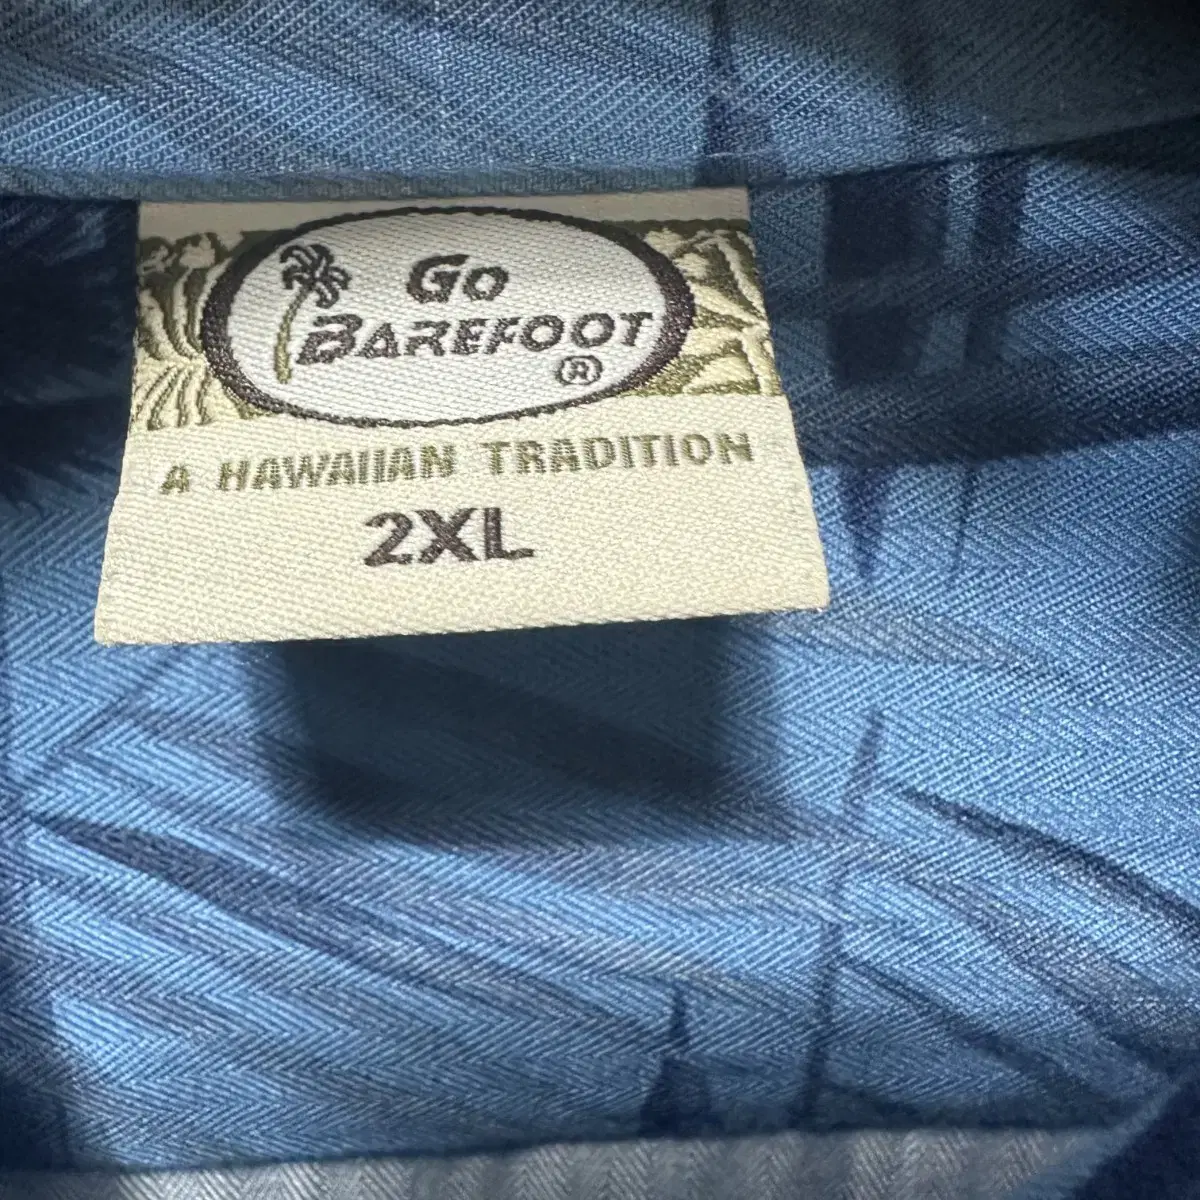 GO
BAREFOOT
®
A HAWAIIAN TRADITION
2XL